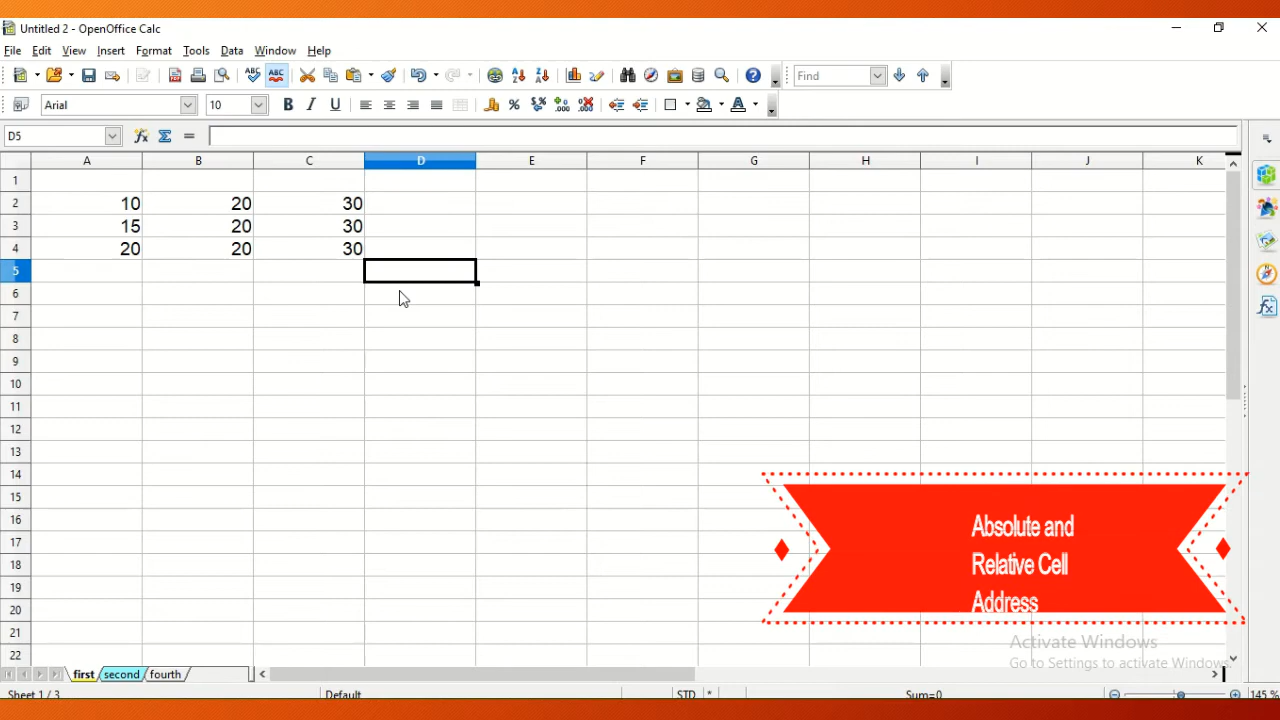 Untitled 2 - OpenOffice Calc
File Edit View Insert Format Tools Data Window Help
Find
Arial 10
D5
A B C D E F G H I J K
1
2 10 20 30
3 15 20 30
4 20 20 30
5
6
7
8
9
10
11
12
13
14
15
16
17
18
19
20
21
22
Absolute and
Relative Cell
Address
Activate Windows
Go to Settings to activate Windows.
first second fourth
Sheet 1 / 3 Default STD * Sum=0 145 %